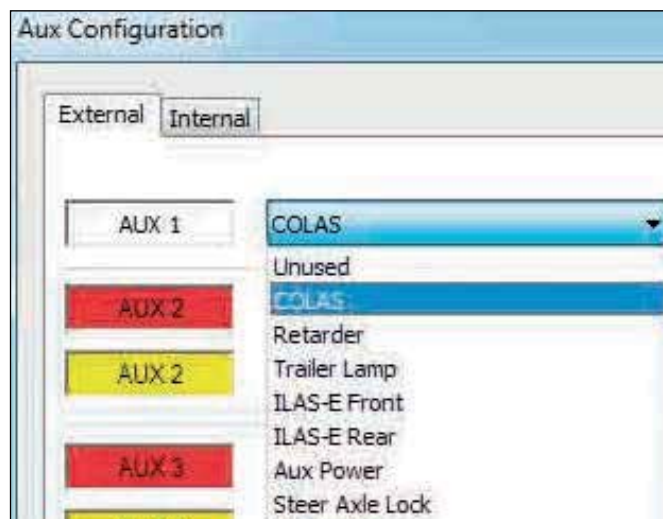 Aux Configuration
External Internal
AUX 1 COLAS
Unused
AUX 2 COLAS
Retarder
AUX 2 Trailer Lamp
ILAS-E Front
ILAS-E Rear
AUX 3 Aux Power
Steer Axle Lock